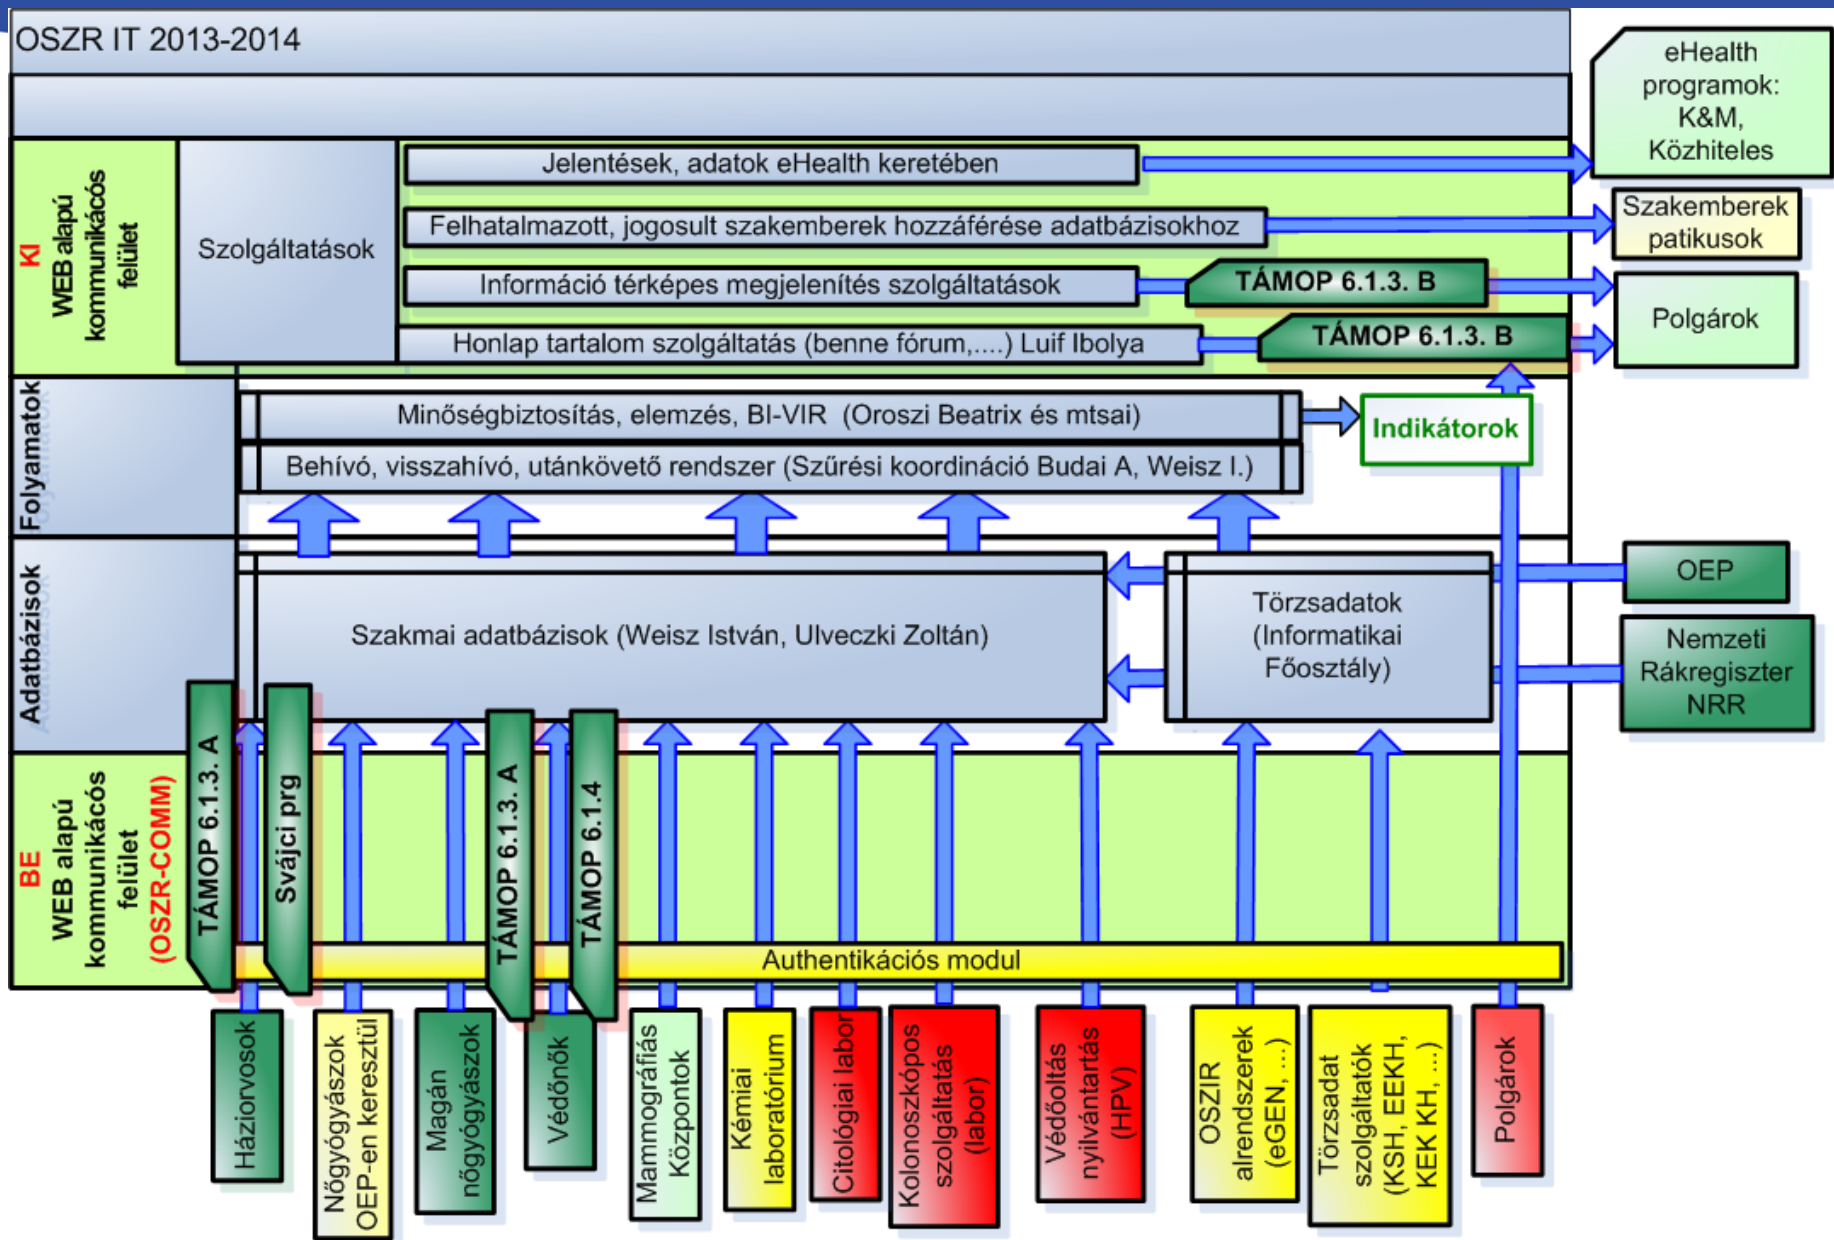 OSZR IT 2013-2014
eHealth
programok:
K&M,
Közhiteles
KI
WEB alapú
kommunikácós
felület
Szolgáltatások
Jelentések, adatok eHealth keretében
Felhatalmazott, jogosult szakemberek hozzáférése adatbázisokhoz
Szakemberek
patikusok
Információ térképes megjelenítés szolgáltatások
TÁMOP 6.1.3. B
Honlap tartalom szolgáltatás (benne fórum,....) Luif Ibolya
TÁMOP 6.1.3. B
Polgárok
Folyamatok
Minőségbiztosítás, elemzés, BI-VIR (Oroszi Beatrix és mtsai)
Indikátorok
Behívó, visszahívó, utánkövető rendszer (Szűrési koordináció Budai A, Weisz I.)
Adatbázisok
Szakmai adatbázisok (Weisz István, Ulveczki Zoltán)
Törzsadatok
(Informatikai
Főosztály)
OEP
Nemzeti
Rákregiszter
NRR
BE
WEB alapú
kommunikácós
felület
(OSZR-COMM)
TÁMOP 6.1.3. A
Svájci prg
TÁMOP 6.1.3. A
TÁMOP 6.1.4
Authentikációs modul
Háziorvosok
Nőgyógyászok
OEP-en keresztül
Magán
nőgyógyászok
Védőnők
Mammográfiás
Központok
Kémiai
laboratórium
Citológiai labor
Kolonoszkópos
szolgáltatás
(labor)
Védőoltás
nyilvántartás
(HPV)
OSZIR
alrendszerek
(eGEN, ...)
Törzsadat
szolgáltatók
(KSH, EEKH,
KEK KH, ...)
Polgárok